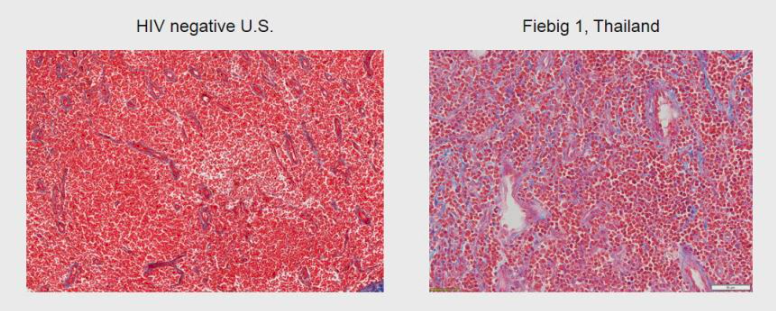 HIV negative U.S.
Fiebig 1, Thailand